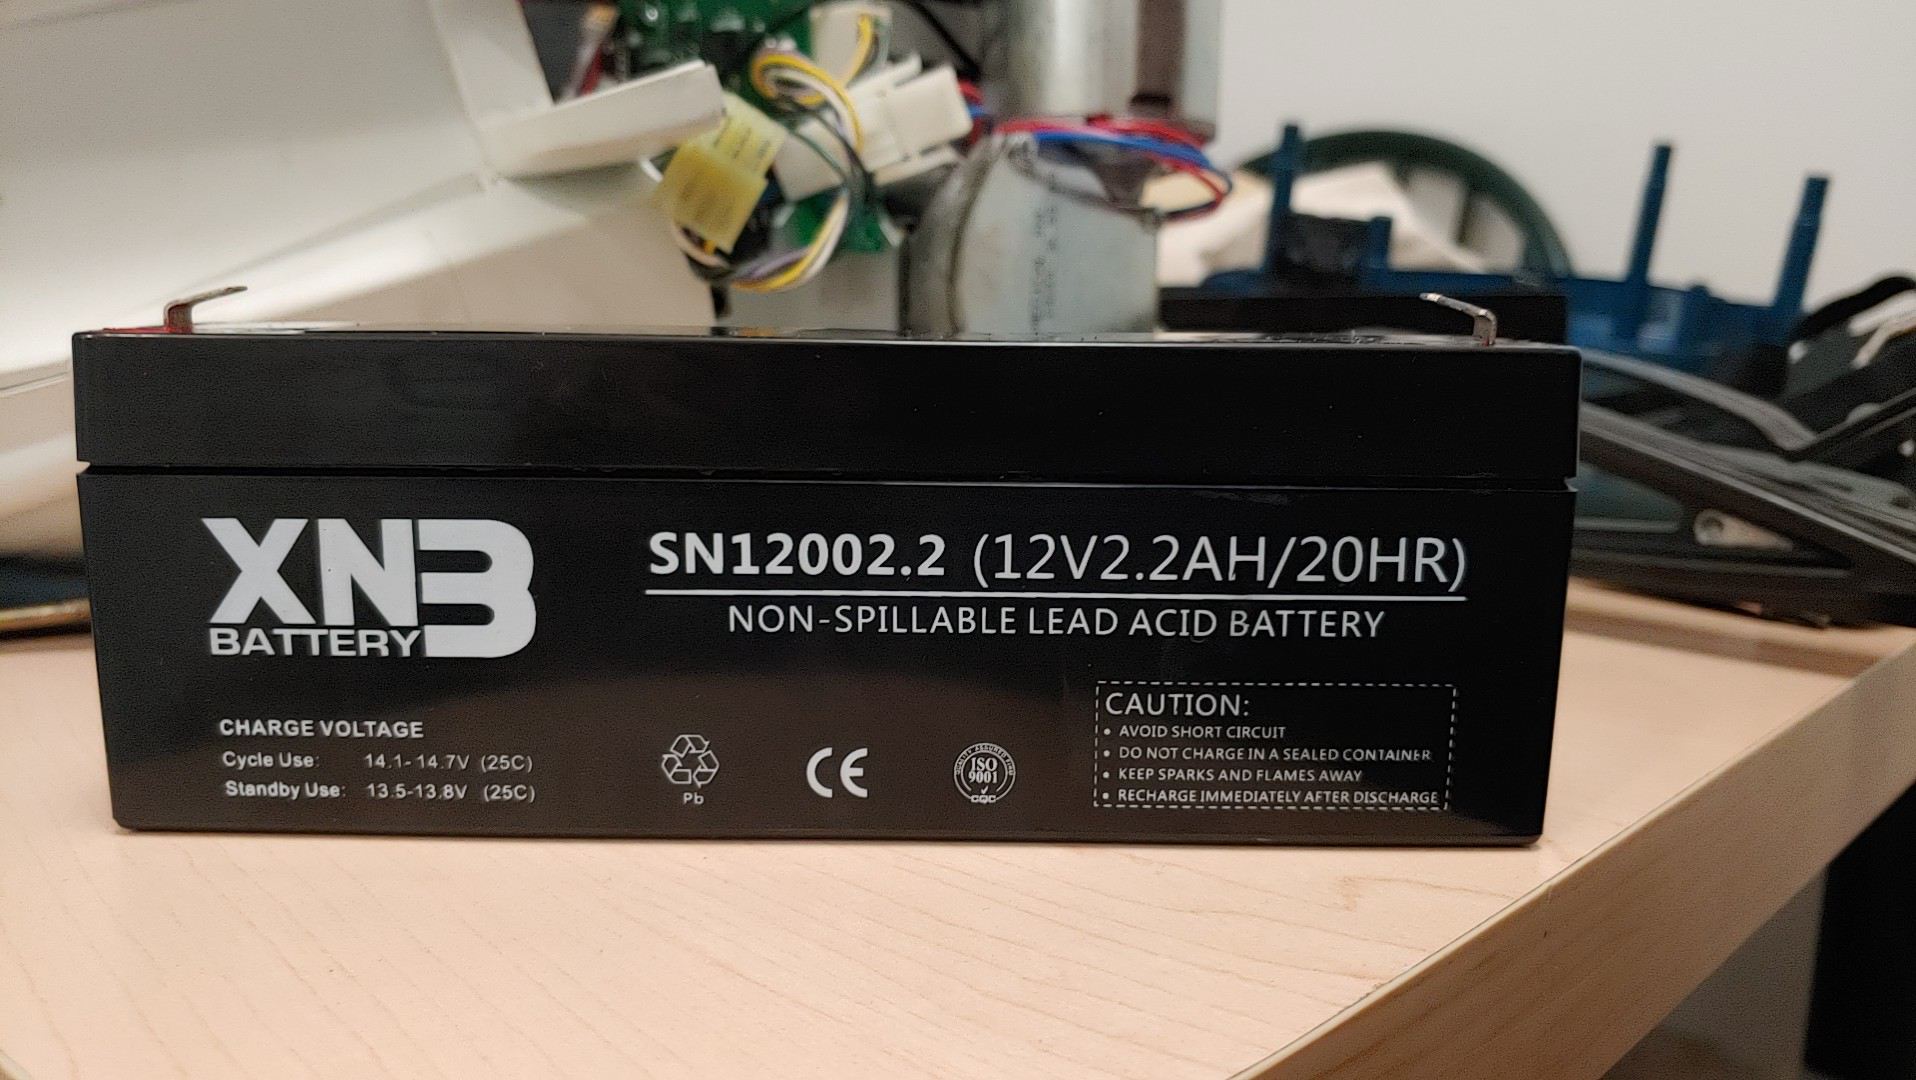 XNB
BATTERY
SN12002.2 (12V2.2AH/20HR)
NON-SPILLABLE LEAD ACID BATTERY
CHARGE VOLTAGE
Cycle Use: 14.1-14.7V (25C)
Standby Use: 13.5-13.8V (25C)
Pb
CE
ISO
9001
CQC
CAUTION:
• AVOID SHORT CIRCUIT
• DO NOT CHARGE IN A SEALED CONTAINER
• KEEP SPARKS AND FLAMES AWAY
• RECHARGE IMMEDIATELY AFTER DISCHARGE